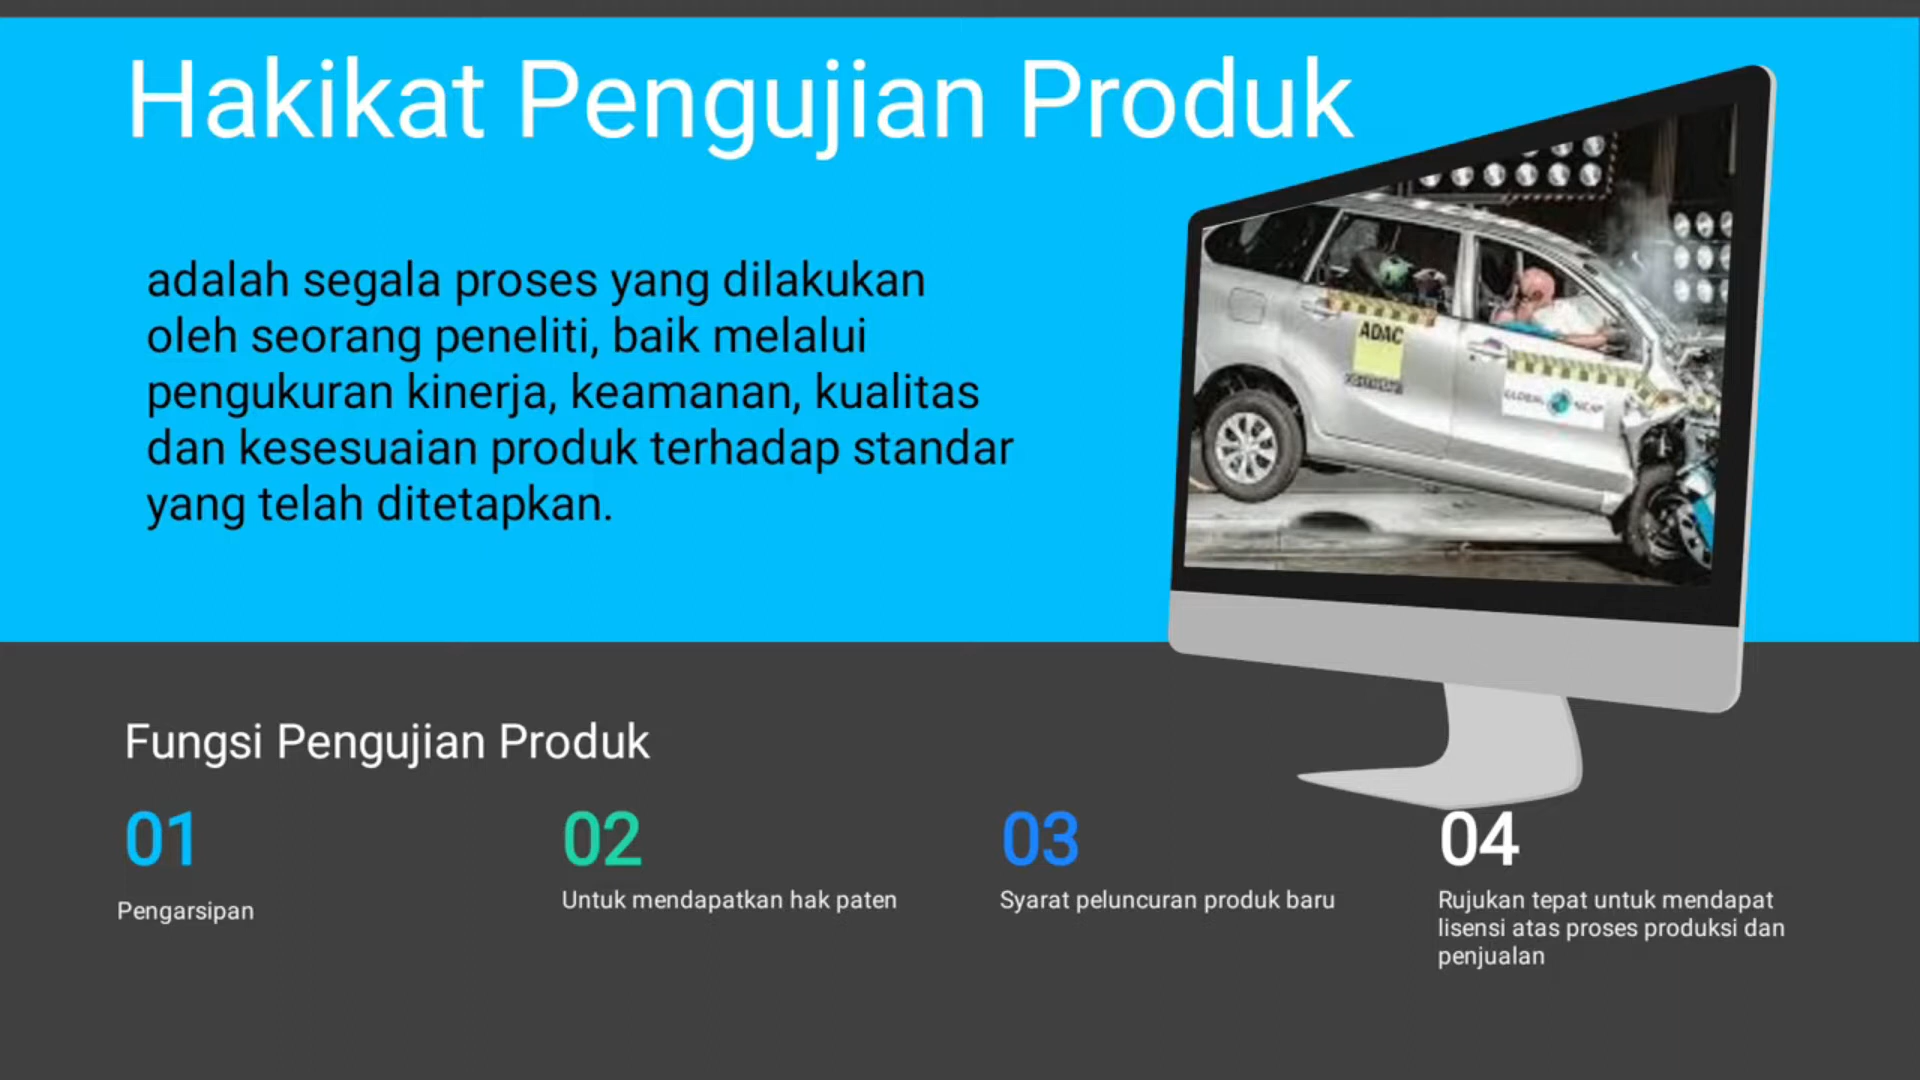 Hakikat Pengujian Produk
adalah segala proses yang dilakukan
oleh seorang peneliti, baik melalui
pengukuran kinerja, keamanan, kualitas
dan kesesuaian produk terhadap standar
yang telah ditetapkan.
ADAC
GLOBAL NCAP
Fungsi Pengujian Produk
01
Pengarsipan
02
Untuk mendapatkan hak paten
03
Syarat peluncuran produk baru
04
Rujukan tepat untuk mendapat
lisensi atas proses produksi dan
penjualan